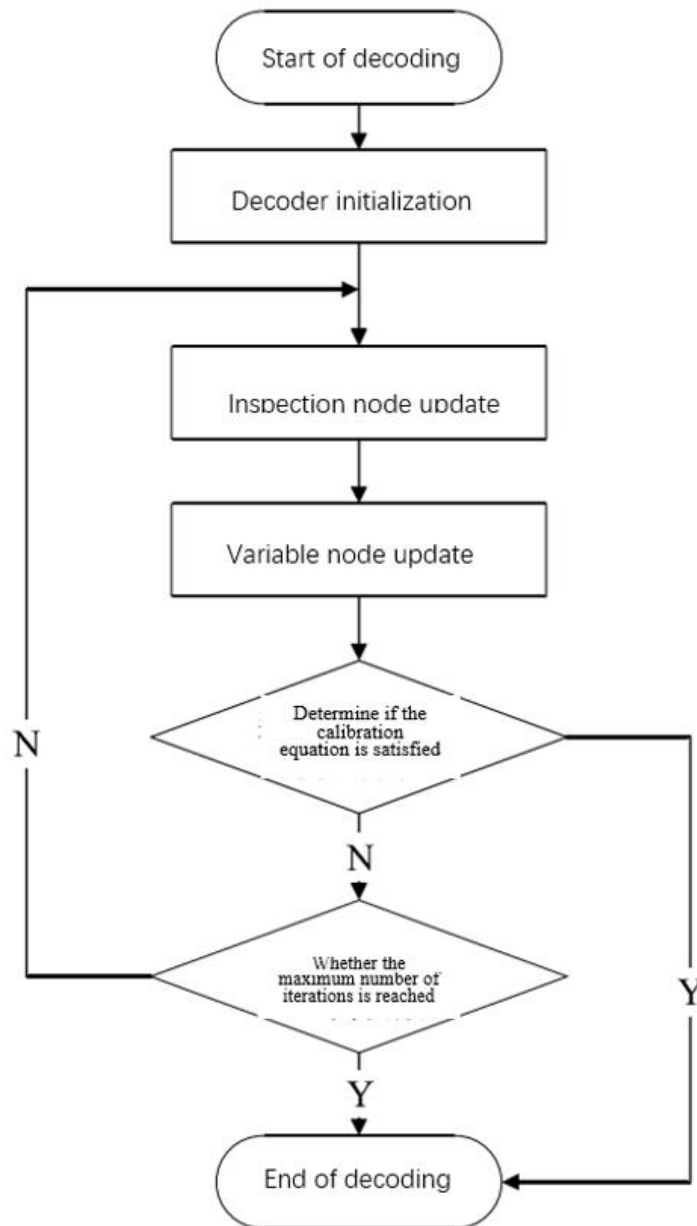 Start of decoding
Decoder initialization
Inspection node update
Variable node update
Determine if the
calibration
equation is satisfied
N
N
Whether the
maximum number of
iterations is reached
Y
Y
End of decoding